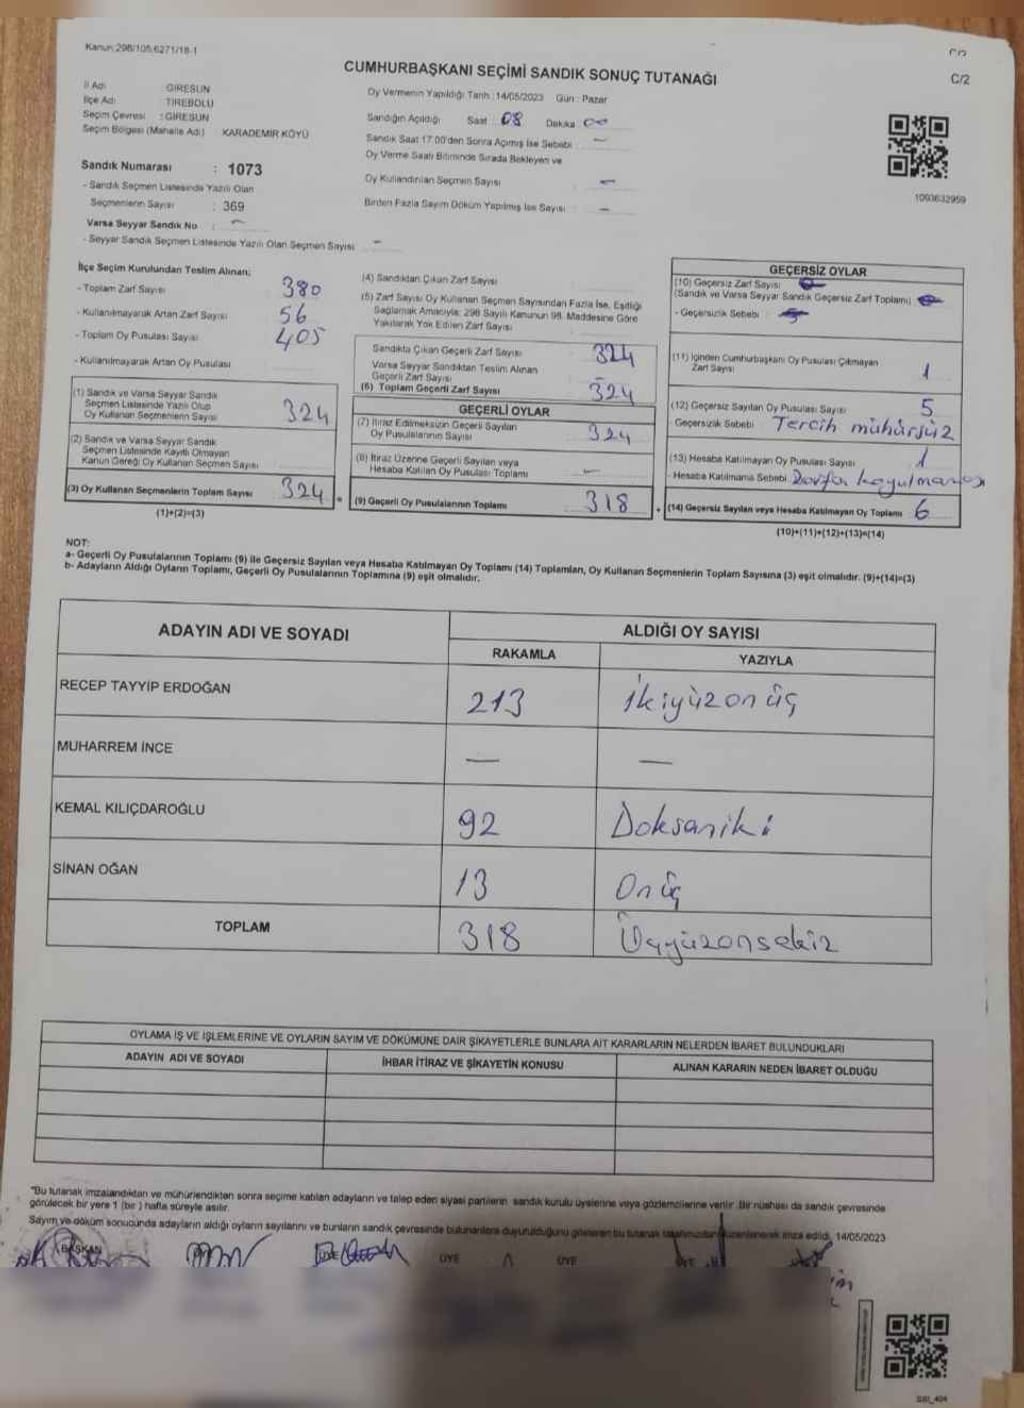 Kanun:298/105:6271/18-1
C/2
CUMHURBAŞKANI SEÇİMİ SANDIK SONUÇ TUTANAĞI
İl Adı GİRESUN
İlçe Adı TİREBOLU
Seçim Çevresi : GİRESUN
Seçim Bölgesi (Mahalle Adı) KARADEMİR KÖYÜ
Sandık Numarası : 1073
- Sandık Seçmen Listesinde Yazılı Olan
Seçmenlerin Sayısı : 369
Varsa Seyyar Sandık No : -
- Seyyar Sandık Seçmen Listesinde Yazılı Olan Seçmen Sayısı -
Oy Vermenin Yapıldığı Tarih :14/05/2023 Gün : Pazar
Sandığın Açıldığı Saat : 08 Dakika : 00
Sandık Saat 17.00'den Sonra Açılmış İse Sebebi : -
Oy Verme Saati Bitiminde Sırada Bekleyen ve
Oy Kullandırılan Seçmen Sayısı : -
Birden Fazla Sayım Döküm Yapılmış İse Sayısı : -
1093632959
İlçe Seçim Kurulundan Teslim Alınan:
- Toplam Zarf Sayısı 380
- Kullanılmayarak Artan Zarf Sayısı 56
- Toplam Oy Pusulası Sayısı 405
- Kullanılmayarak Artan Oy Pusulası
(1) Sandık ve Varsa Seyyar Sandık
Seçmen Listesinde Yazılı Olup
Oy Kullanan Seçmenlerin Sayısı 324
(2) Sandık ve Varsa Seyyar Sandık
Seçmen Listesinde Kayıtlı Olmayan
Kanun Gereği Oy Kullanan Seçmen Sayısı
(3) Oy Kullanan Seçmenlerin Toplam Sayısı 324
(1)+(2)=(3)
(4) Sandıktan Çıkan Zarf Sayısı
(5) Zarf Sayısı Oy Kullanan Seçmen Sayısından Fazla İse, Eşitliği
Sağlamak Amacıyla; 298 Sayılı Kanunun 98. Maddesine Göre
Yakılarak Yok Edilen Zarf Sayısı
Sandıkta Çıkan Geçerli Zarf Sayısı 324
Varsa Seyyar Sandıktan Teslim Alınan
Geçerli Zarf Sayısı -
(6) Toplam Geçerli Zarf Sayısı 324
GEÇERLİ OYLAR
(7) İtiraz Edilmeksizin Geçerli Sayılan
Oy Pusulalarının Sayısı 324
(8) İtiraz Üzerine Geçerli Sayılan veya
Hesaba Katılan Oy Pusulası Toplamı -
(9) Geçerli Oy Pusulalarının Toplamı 318
GEÇERSİZ OYLAR
(10) Geçersiz Zarf Sayısı
(Sandık ve Varsa Seyyar Sandık Geçersiz Zarf Toplamı)
- Geçersizlik Sebebi
(11) İçinden Cumhurbaşkanı Oy Pusulası Çıkmayan
Zarf Sayısı 1
(12) Geçersiz Sayılan Oy Pusulası Sayısı 5
Geçersizlik Sebebi Tercih mühürsüz
(13) Hesaba Katılmayan Oy Pusulası Sayısı 1
- Hesaba Katılmama Sebebi Zarfa koyulmaması
(14) Geçersiz Sayılan veya Hesaba Katılmayan Oy Toplamı 6
(10)+(11)+(12)+(13)=(14)
NOT:
a- Geçerli Oy Pusulalarının Toplamı (9) ile Geçersiz Sayılan veya Hesaba Katılmayan Oy Toplamı (14) Toplamları, Oy Kullanan Seçmenlerin Toplam Sayısına (3) eşit olmalıdır. (9)+(14)=(3)
b- Adayların Aldığı Oyların Toplamı, Geçerli Oy Pusulalarının Toplamına (9) eşit olmalıdır.
ADAYIN ADI VE SOYADI ALDIĞI OY SAYISI
RAKAMLA YAZIYLA
RECEP TAYYİP ERDOĞAN 213 İkiyüzonüç
MUHARREM İNCE — —
KEMAL KILIÇDAROĞLU 92 Doksaniki
SİNAN OĞAN 13 Onüç
TOPLAM 318 Üçyüzonsekiz
OYLAMA İŞ VE İŞLEMLERİNE VE OYLARIN SAYIM VE DÖKÜMÜNE DAİR ŞİKAYETLERLE BUNLARA AİT KARARLARIN NELERDEN İBARET BULUNDUKLARI
ADAYIN ADI VE SOYADI İHBAR İTİRAZ VE ŞİKAYETİN KONUSU ALINAN KARARIN NEDEN İBARET OLDUĞU
"Bu tutanak imzalandıktan ve mühürlendikten sonra seçime katılan adayların ve talep eden siyasi partilerin sandık kurulu üyelerine veya gözlemcilerine verilir. Bir nüshası da sandık çevresinde
görülecek bir yere 1 (bir) hafta süreyle asılır.
Sayım ve döküm sonucunda adayların aldığı oyların sayılarını ve bunların sandık çevresinde bulunanlara duyurulduğunu gösteren bu tutanak tarafımızdan düzenlenerek imza edildi. 14/05/2023
BAŞKAN ÜYE ÜYE ÜYE ÜYE